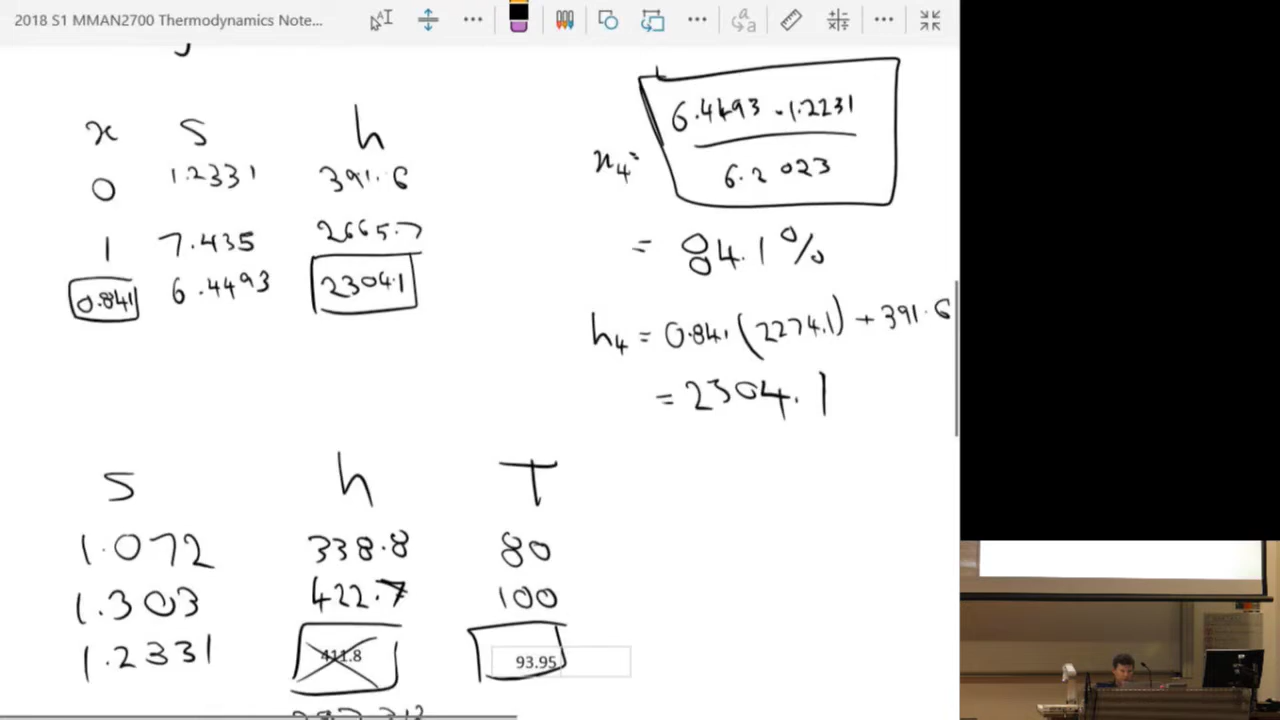 2018 S1 MMAN2700 Thermodynamics Note...
x s h
0 1.2331 391.6
1 7.435 2665.7
0.841 6.4493 2304.1
x₄= 6.4493 - 1.2231
6.2023
= 84.1%
h₄ = 0.841 (2274.1) + 391.6
= 2304.1
s h T
1.072 338.8 80
1.303 422.7 100
1.2331 411.8 93.95